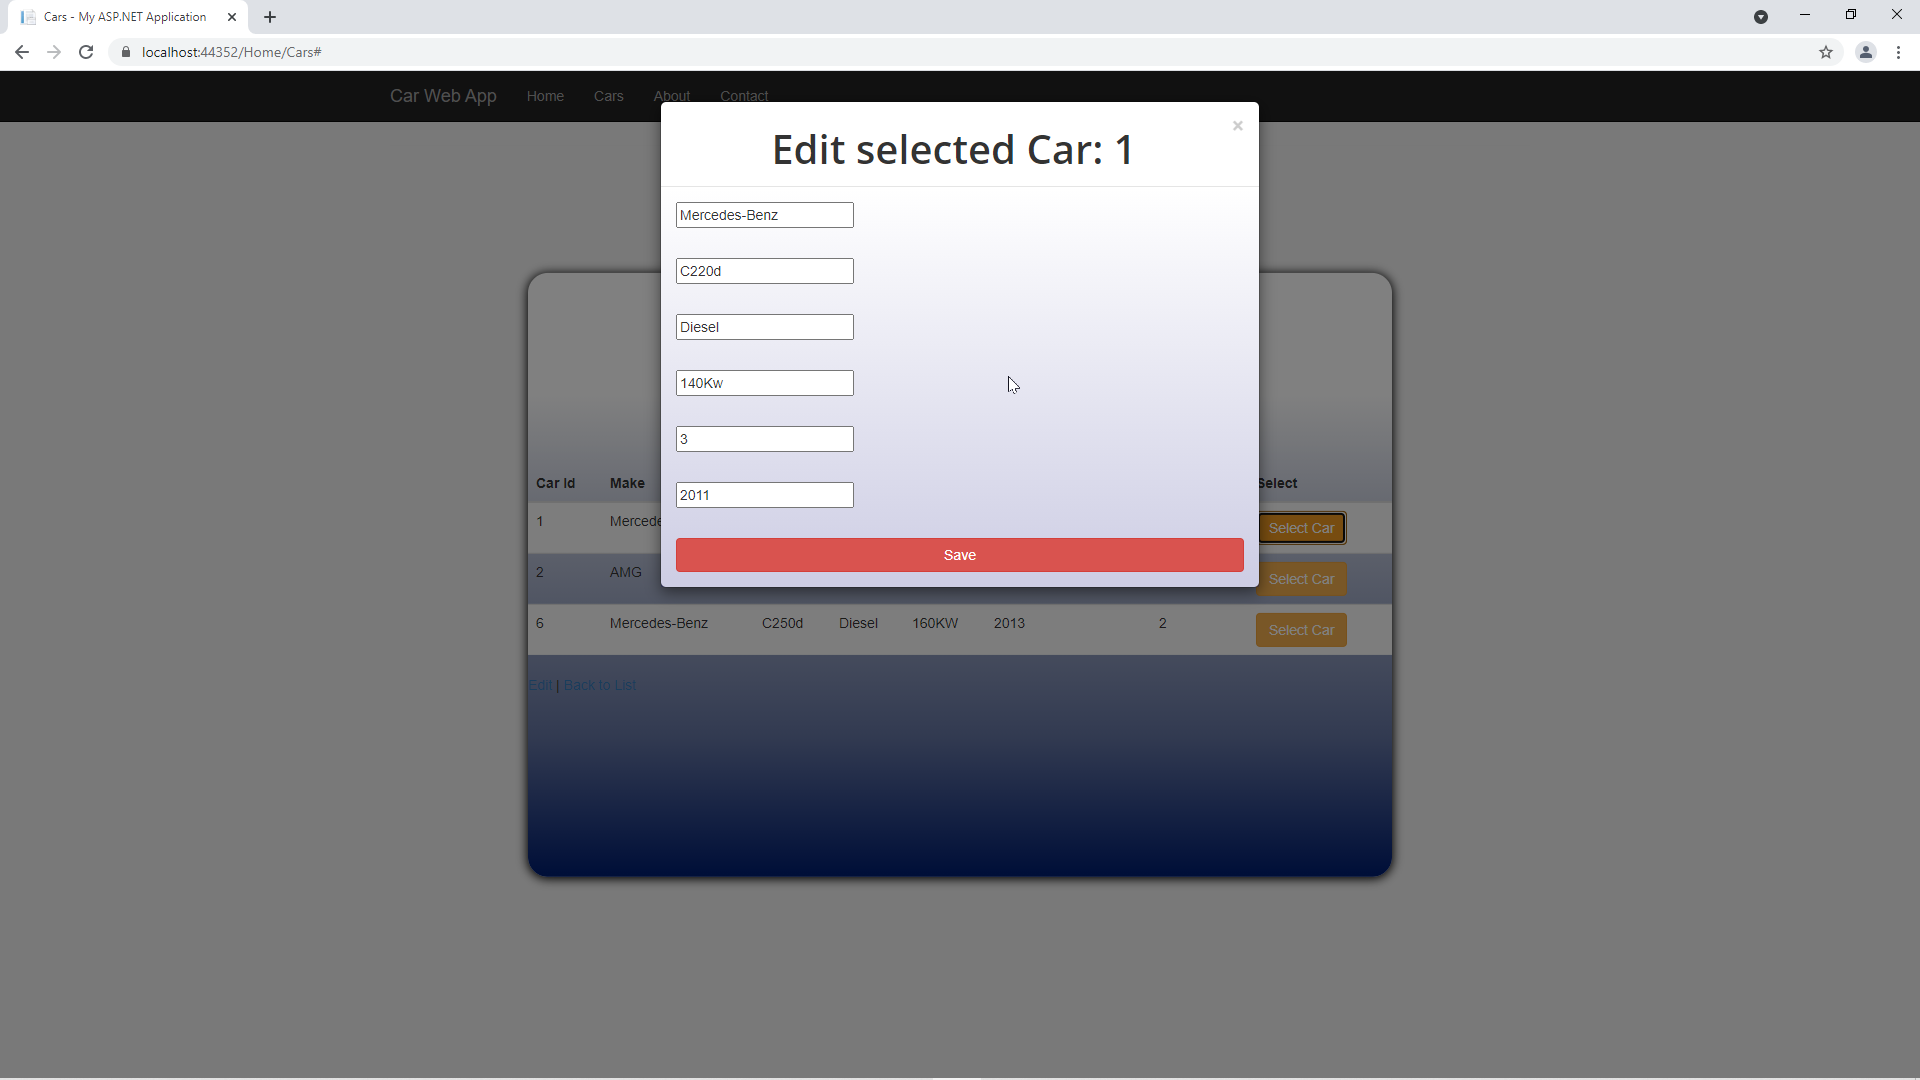 Cars - My ASP.NET Application
localhost:44352/Home/Cars#
Car Web App Home Cars About Contact
×
Edit selected Car: 1
Mercedes-Benz
C220d
Diesel
140Kw
3
2011
Save
Car Id Make Select
1 Mercede Select Car
2 AMG Select Car
6 Mercedes-Benz C250d Diesel 160KW 2013 2 Select Car
Edit | Back to List